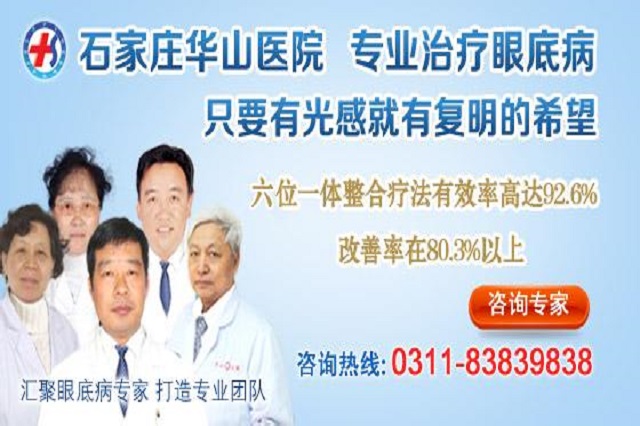 石家庄华山医院 专业治疗眼底病
只要有光感就有复明的希望
六位一体整合疗法有效率高达92.6%
改善率在80.3%以上
咨询专家
咨询热线: 0311-83839838
汇聚眼底病专家 打造专业团队